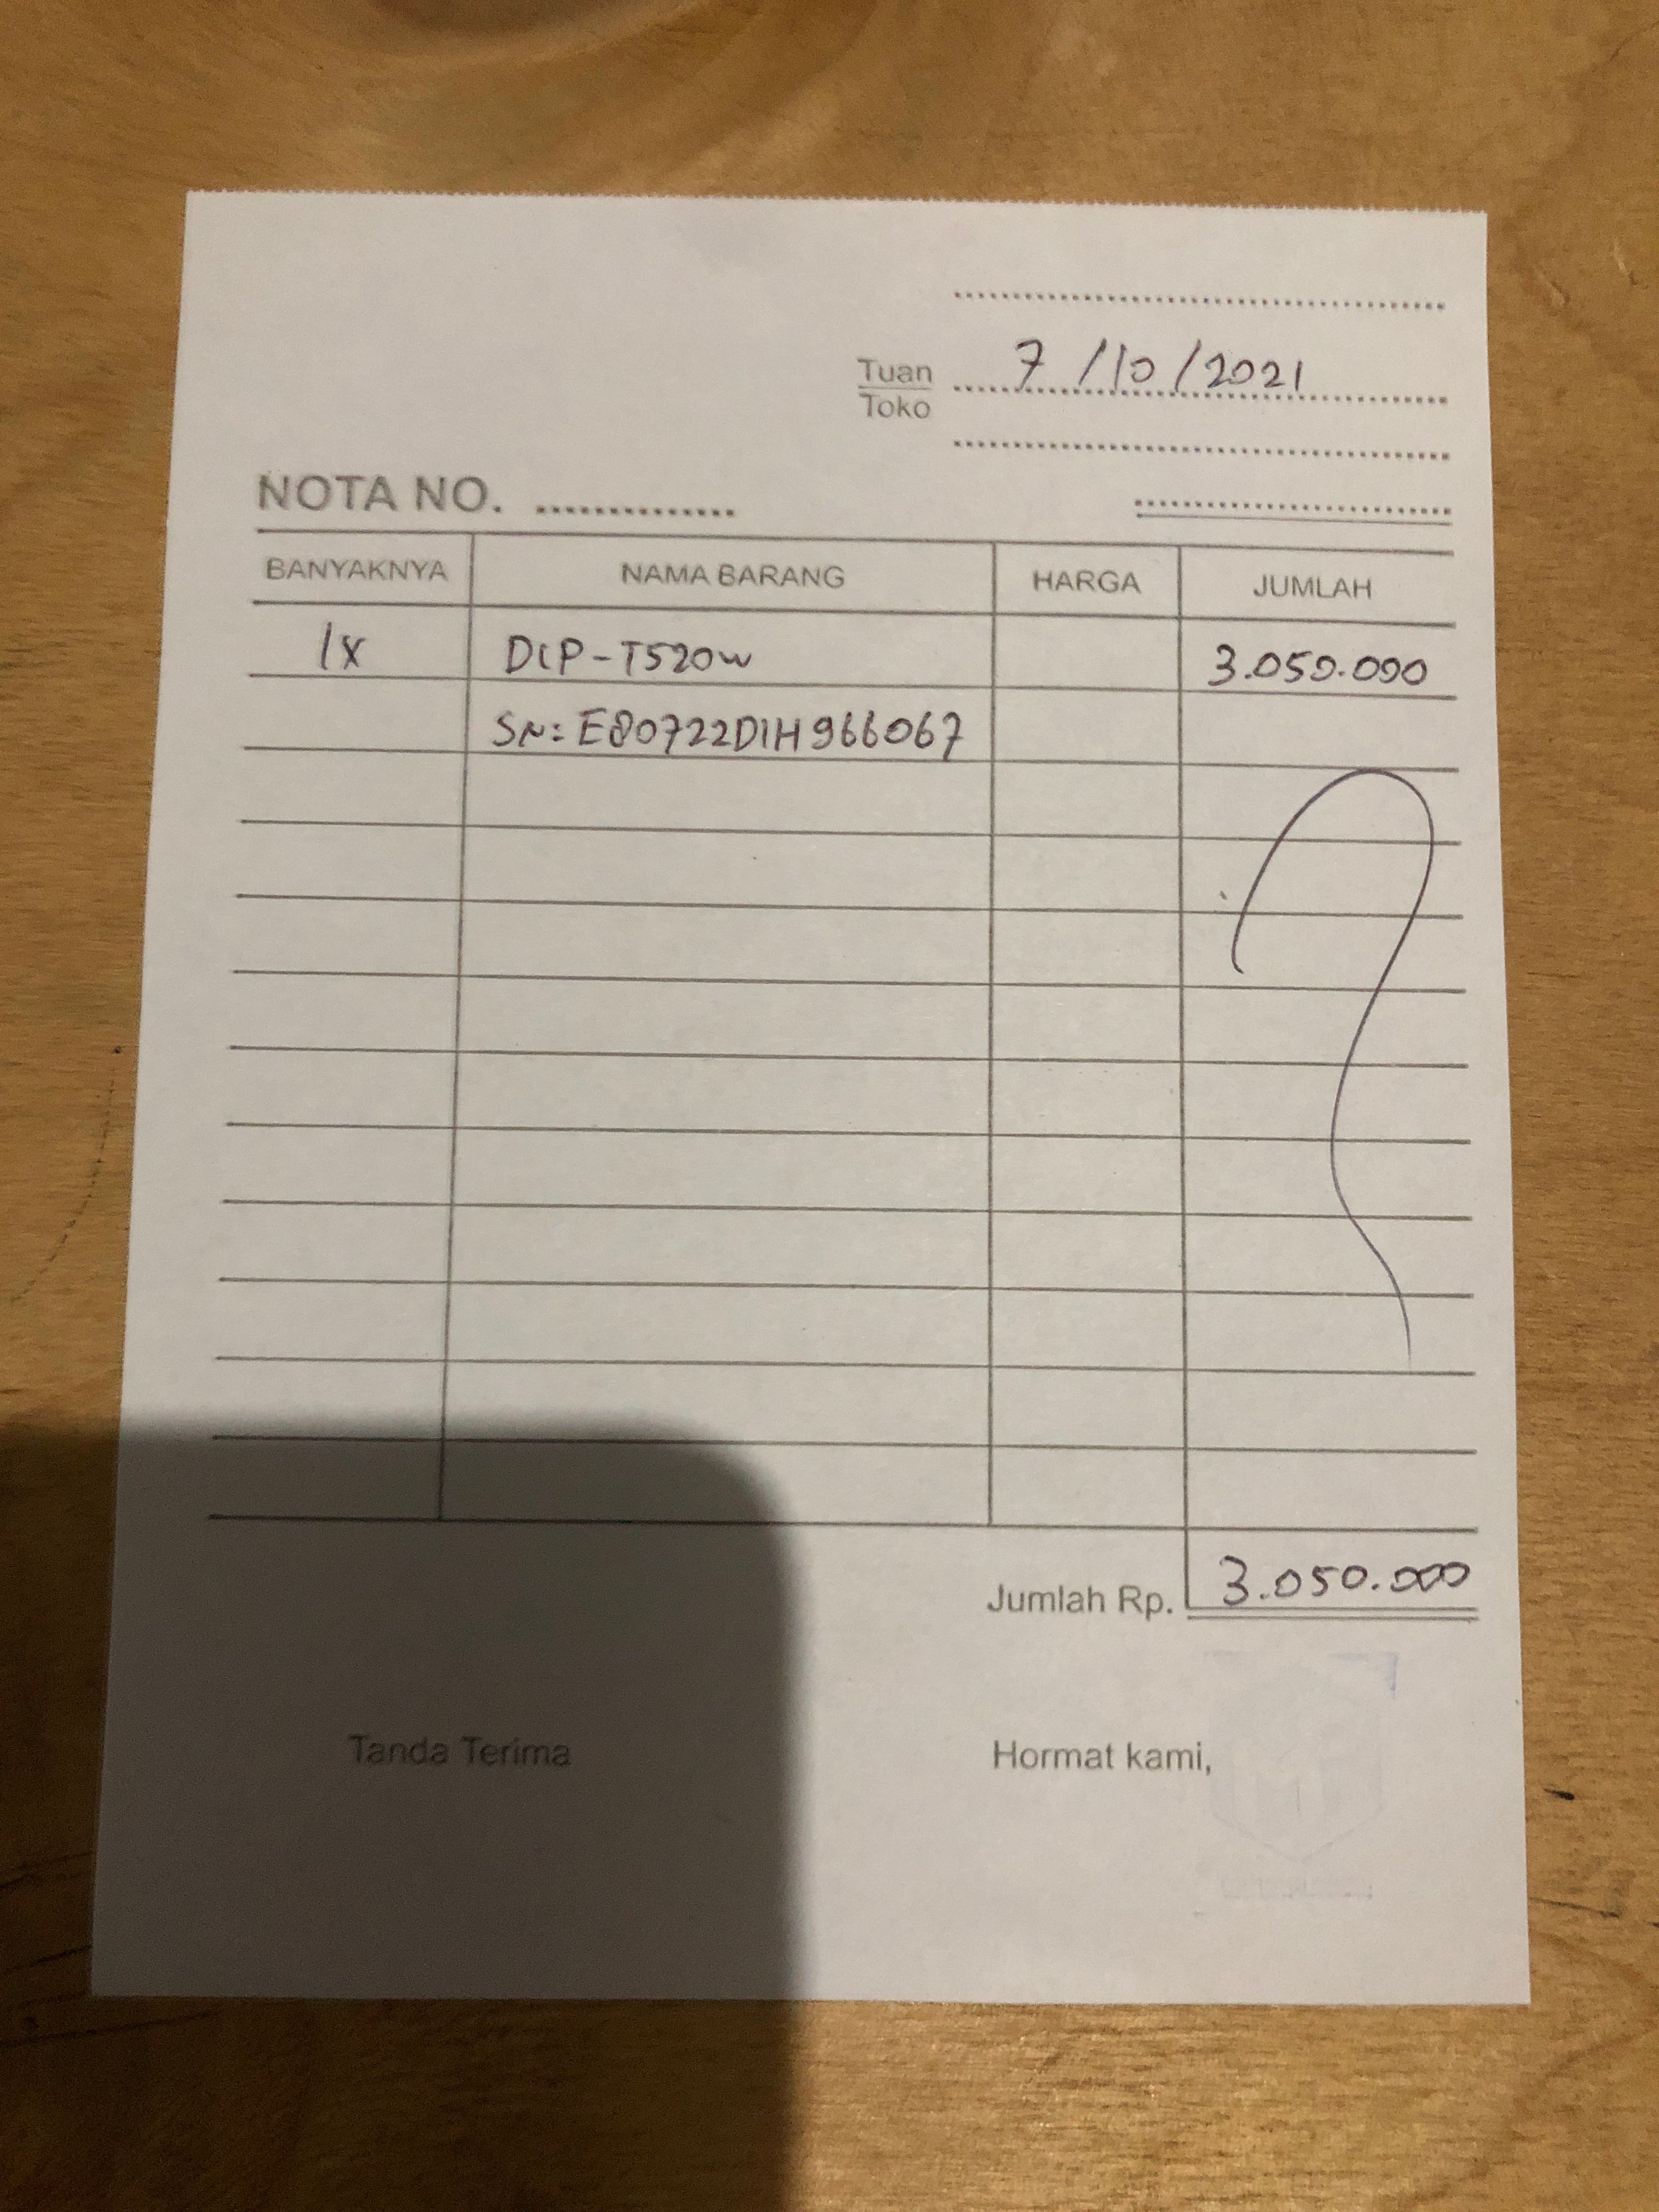 Tuan
Toko
7/10/2021
NOTA NO.
BANYAKNYA NAMA BARANG HARGA JUMLAH
1x DCP-T520w 3.050.000
SN: E80722D1H966067
Jumlah Rp. 3.050.000
Tanda Terima Hormat kami,